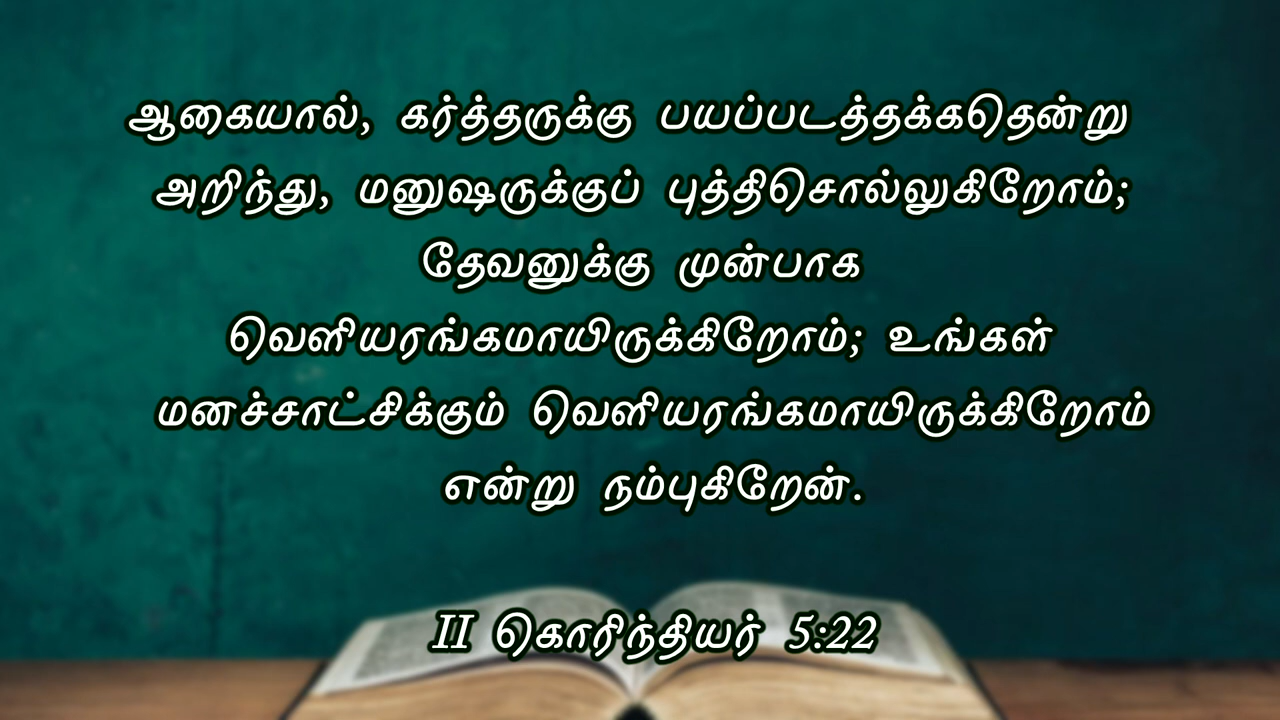 ஆகையால், கர்த்தருக்கு பயப்படத்தக்கதென்று
அறிந்து, மனுஷருக்குப் புத்திசொல்லுகிறோம்;
தேவனுக்கு முன்பாக
வெளியரங்கமாயிருக்கிறோம்; உங்கள்
மனச்சாட்சிக்கும் வெளியரங்கமாயிருக்கிறோம்
என்று நம்புகிறேன்.
II கொரிந்தியர் 5:22